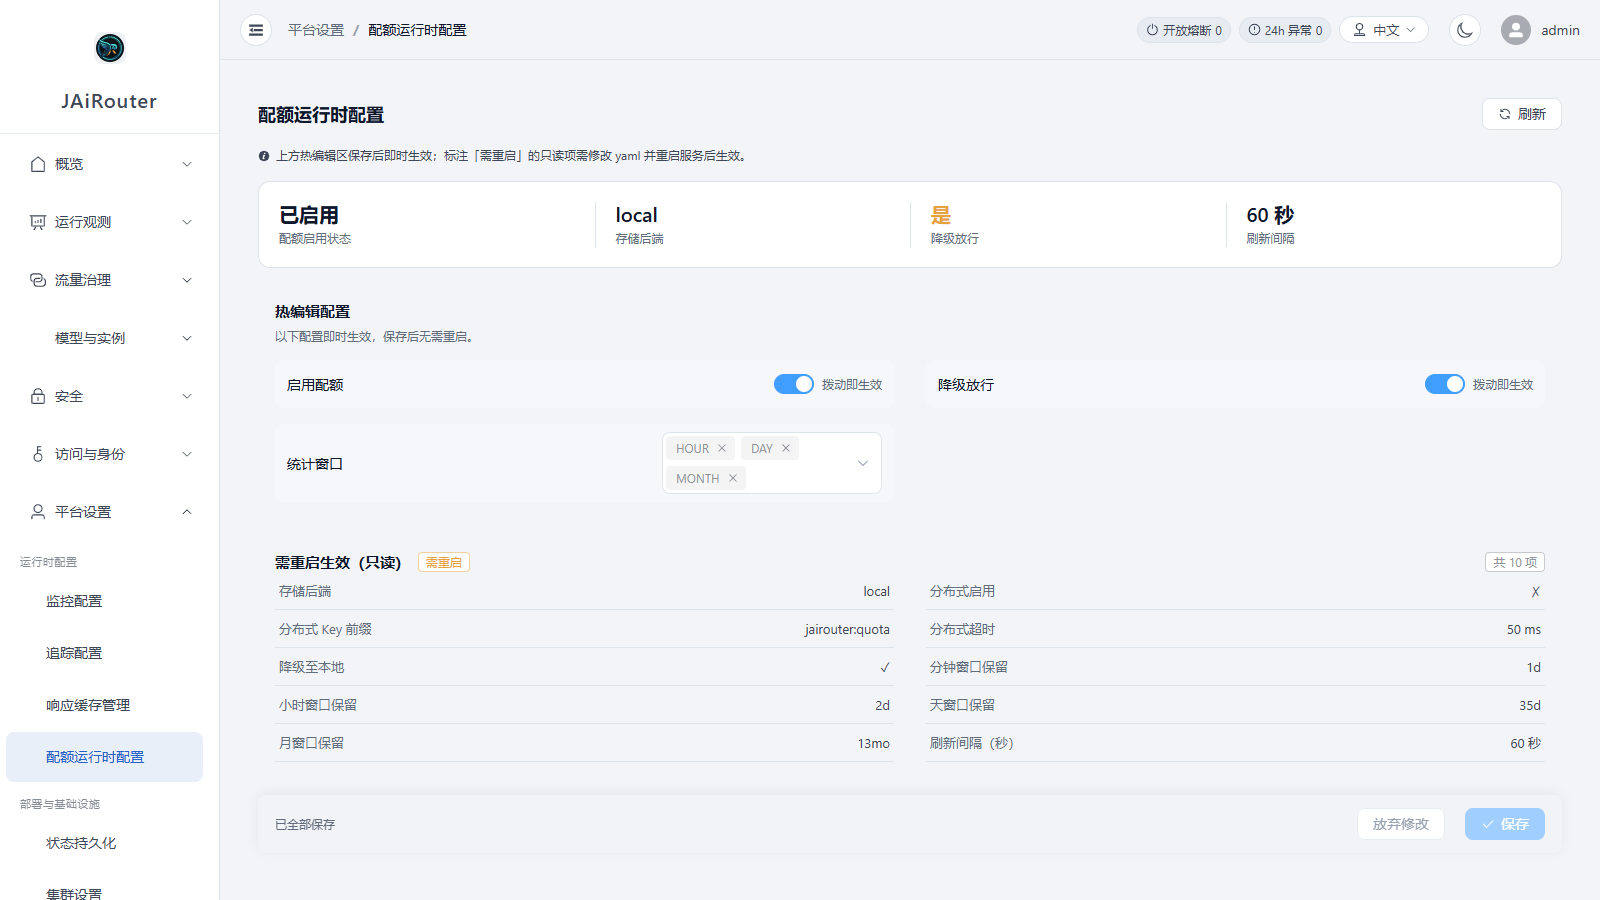 JAiRouter
概览
运行观测
流量治理
模型与实例
安全
访问与身份
平台设置
运行时配置
监控配置
追踪配置
响应缓存管理
配额运行时配置
部署与基础设施
状态持久化
集群设置
平台设置 / 配额运行时配置
开放熔断 0
24h 异常 0
中文
admin
配额运行时配置
刷新
上方热编辑区保存后即时生效；标注「需重启」的只读项需修改 yaml 并重启服务后生效。
已启用
配额启用状态
local
存储后端
是
降级放行
60 秒
刷新间隔
热编辑配置
以下配置即时生效，保存后无需重启。
启用配额
拨动即生效
降级放行
拨动即生效
统计窗口
HOUR
DAY
MONTH
需重启生效（只读）
需重启
共 10 项
存储后端 local
分布式启用 X
分布式 Key 前缀 jairouter:quota
分布式超时 50 ms
降级至本地 ✓
分钟窗口保留 1d
小时窗口保留 2d
天窗口保留 35d
月窗口保留 13mo
刷新间隔（秒） 60 秒
已全部保存
放弃修改
保存